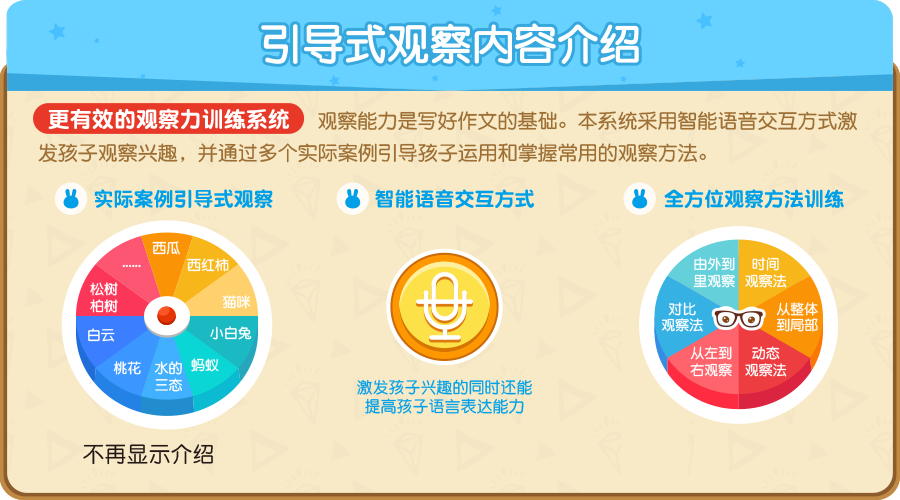 引导式观察内容介绍
更有效的观察力训练系统 观察能力是写好作文的基础。本系统采用智能语音交互方式激
发孩子观察兴趣，并通过多个实际案例引导孩子运用和掌握常用的观察方法。
实际案例引导式观察
智能语音交互方式
全方位观察方法训练
西瓜
西红柿
猫咪
小白兔
蚂蚁
水的
三态
桃花
白云
松树
柏树
......
激发孩子兴趣的同时还能
提高孩子语言表达能力
时间
观察法
从整体
到局部
动态
观察法
从左到
右观察
对比
观察法
由外到
里观察
不再显示介绍